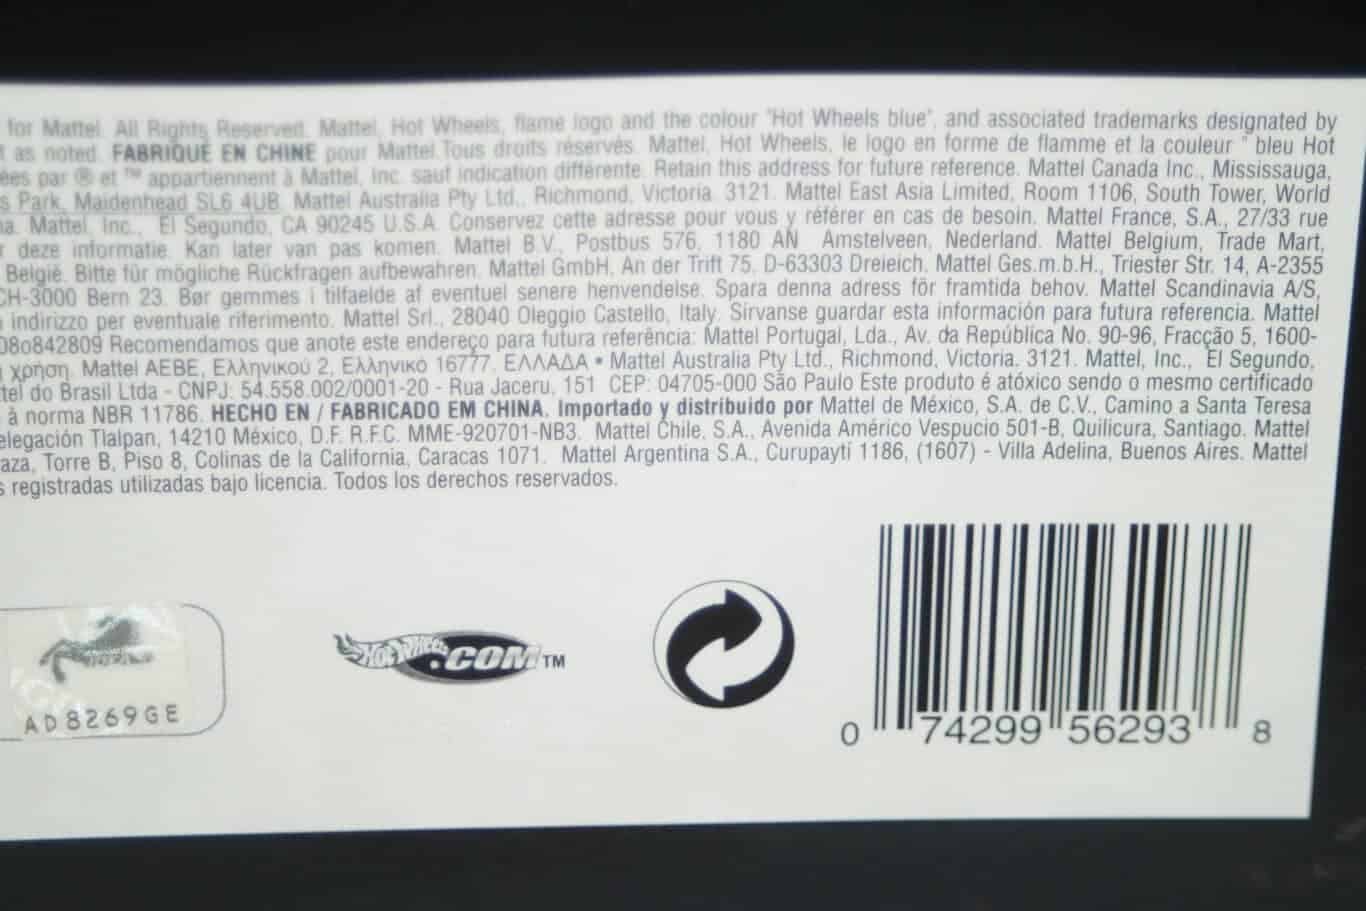 for Mattel. All Rights Reserved. Mattel, Hot Wheels, flame logo and the colour "Hot Wheels blue", and associated trademarks designated by
as noted. FABRIQUÉ EN CHINE pour Mattel.Tous droits réservés. Mattel, Hot Wheels, le logo en forme de flamme et la couleur " bleu Hot
ées par ® et ™ appartiennent à Mattel, Inc. sauf indication différente. Retain this address for future reference. Mattel Canada Inc., Mississauga,
s Park, Maidenhead SL6 4UB. Mattel Australia Pty Ltd., Richmond, Victoria. 3121. Mattel East Asia Limited, Room 1106, South Tower, World
na. Mattel, Inc., El Segundo, CA 90245 U.S.A. Conservez cette adresse pour vous y référer en cas de besoin. Mattel France, S.A., 27/33 rue
r deze informatie. Kan later van pas komen. Mattel B.V., Postbus 576, 1180 AN Amstelveen, Nederland. Mattel Belgium, Trade Mart,
België. Bitte für mögliche Rückfragen aufbewahren. Mattel GmbH, An der Trift 75, D-63303 Dreieich. Mattel Ges.m.b.H., Triester Str. 14, A-2355
CH-3000 Bern 23. Bør gemmes i tilfaelde af eventuel senere henvendelse. Spara denna adress för framtida behov. Mattel Scandinavia A/S,
indirizzo per eventuale riferimento. Mattel Srl., 28040 Oleggio Castello, Italy. Sírvanse guardar esta información para futura referencia. Mattel
080842809 Recomendamos que anote este endereço para futura referência: Mattel Portugal, Lda., Av. da República No. 90-96, Fracção 5, 1600-
χρήση. Mattel AEBE, Ελληνικού 2, Ελληνικό 16777. ΕΛΛΑΔΑ • Mattel Australia Pty Ltd., Richmond, Victoria. 3121. Mattel, Inc., El Segundo,
ttel do Brasil Ltda - CNPJ: 54.558.002/0001-20 - Rua Jaceru, 151 CEP: 04705-000 São Paulo Este produto é atóxico sendo o mesmo certificado
à norma NBR 11786. HECHO EN / FABRICADO EM CHINA. Importado y distribuido por Mattel de México, S.A. de C.V., Camino a Santa Teresa
elegación Tlalpan, 14210 México, D.F. R.F.C. MME-920701-NB3. Mattel Chile, S.A., Avenida Américo Vespucio 501-B, Quilicura, Santiago. Mattel
aza, Torre B, Piso 8, Colinas de la California, Caracas 1071. Mattel Argentina S.A., Curupaytí 1186, (1607) - Villa Adelina, Buenos Aires. Mattel
s registradas utilizadas bajo licencia. Todos los derechos reservados.
AD8269GE
Hot Wheels.COM™
0 74299 56293 8